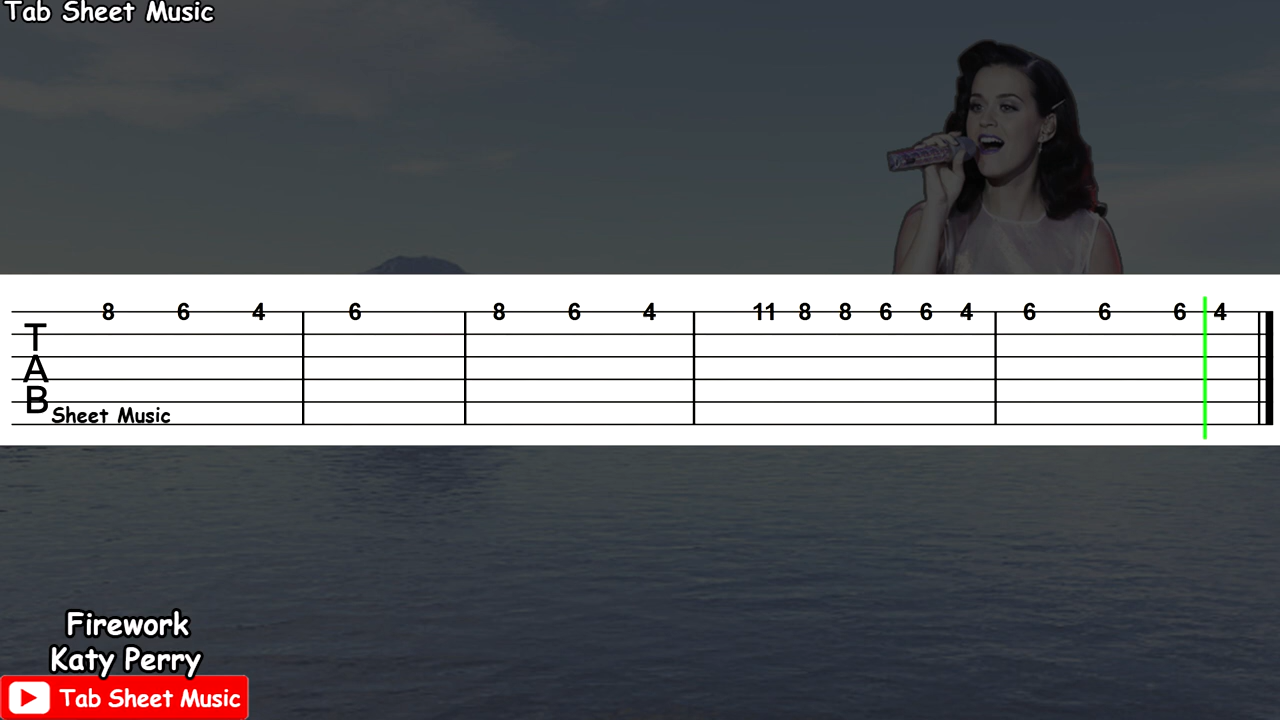 Tab Sheet Music
8 6 4 6 8 6 4 11 8 8 6 6 4 6 6 6 4
T
A
B
Sheet Music
Firework
Katy Perry
Tab Sheet Music